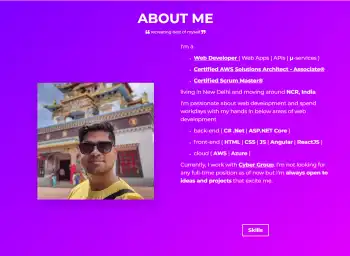 ABOUT ME
I'm a
Web Developer ( Web Apps | APIs | μ-services )
Certified AWS Solutions Architect - Associate®
Certified Scrum Master®
living in New Delhi and moving around NCR, India.
I'm passionate about web development and spend
workdays with my hands in below areas of web
development
back-end ( C# .Net | ASP.NET Core )
front-end ( HTML | CSS | JS | Angular | ReactJS )
cloud ( AWS | Azure )
Currently, I work with Cyber Group. I'm not looking for
any full-time position as of now but I'm always open to
ideas and projects that excite me.
Skills